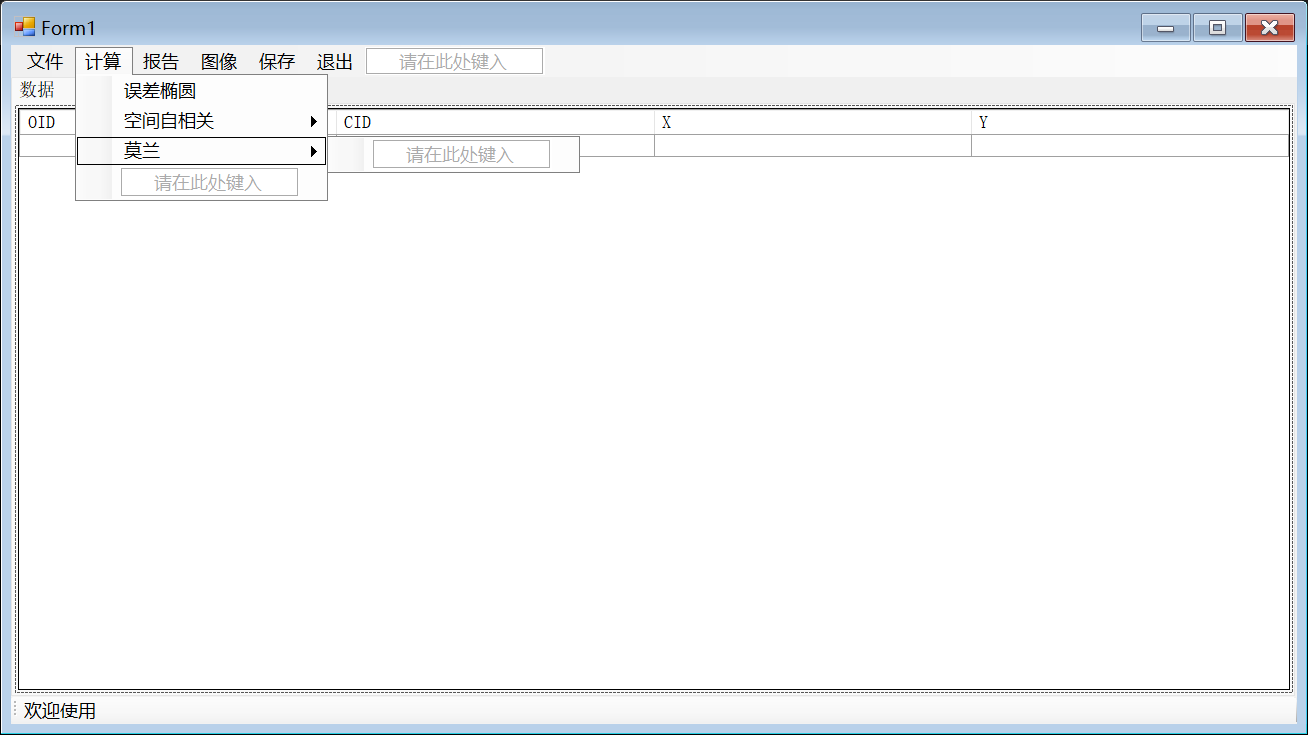 Form1
文件 计算 报告 图像 保存 退出 请在此处键入
数据
误差椭圆
OID CID X Y
空间自相关
莫兰 请在此处键入
请在此处键入
欢迎使用